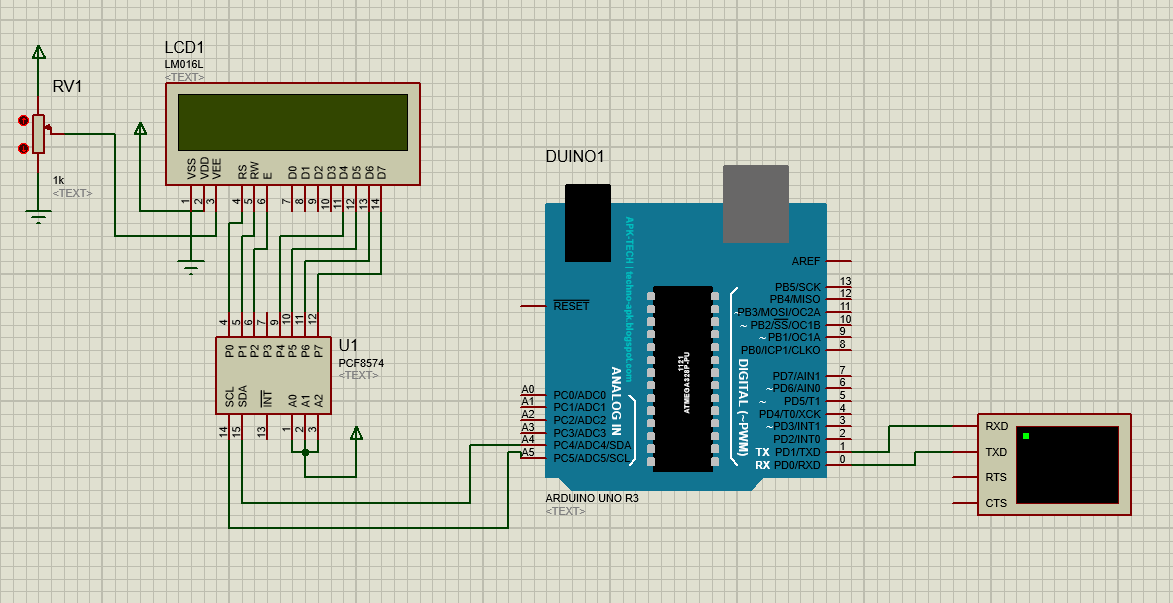 LCD1
LM016L
<TEXT>
RV1
1k
<TEXT>
VSS
VDD
VEE
RS
RW
E
D0
D1
D2
D3
D4
D5
D6
D7
1
2
3
4
5
6
7
8
9
10
11
12
13
14
4
5
6
7
9
10
11
12
P0
P1
P2
P3
P4
P5
P6
P7
U1
PCF8574
<TEXT>
SCL
SDA
INT
A0
A1
A2
14
15
13
1
2
3
DUINO1
APK-TECH | techno-apk.blogspot.com
RESET
AREF
PB5/SCK 13
PB4/MISO 12
~PB3/MOSI/OC2A 11
~ PB2/SS/OC1B 10
~ PB1/OC1A 9
PB0/ICP1/CLKO 8
PD7/AIN1 7
~ PD6/AIN0 6
~ PD5/T1 5
PD4/T0/XCK 4
~PD3/INT1 3
PD2/INT0 2
TX PD1/TXD 1
RX PD0/RXD 0
DIGITAL (~PWM)
1121
ATMEGA328P-PU
ANALOG IN
A0 PC0/ADC0
A1 PC1/ADC1
A2 PC2/ADC2
A3 PC3/ADC3
A4 PC4/ADC4/SDA
A5 PC5/ADC5/SCL
ARDUINO UNO R3
<TEXT>
RXD
TXD
RTS
CTS